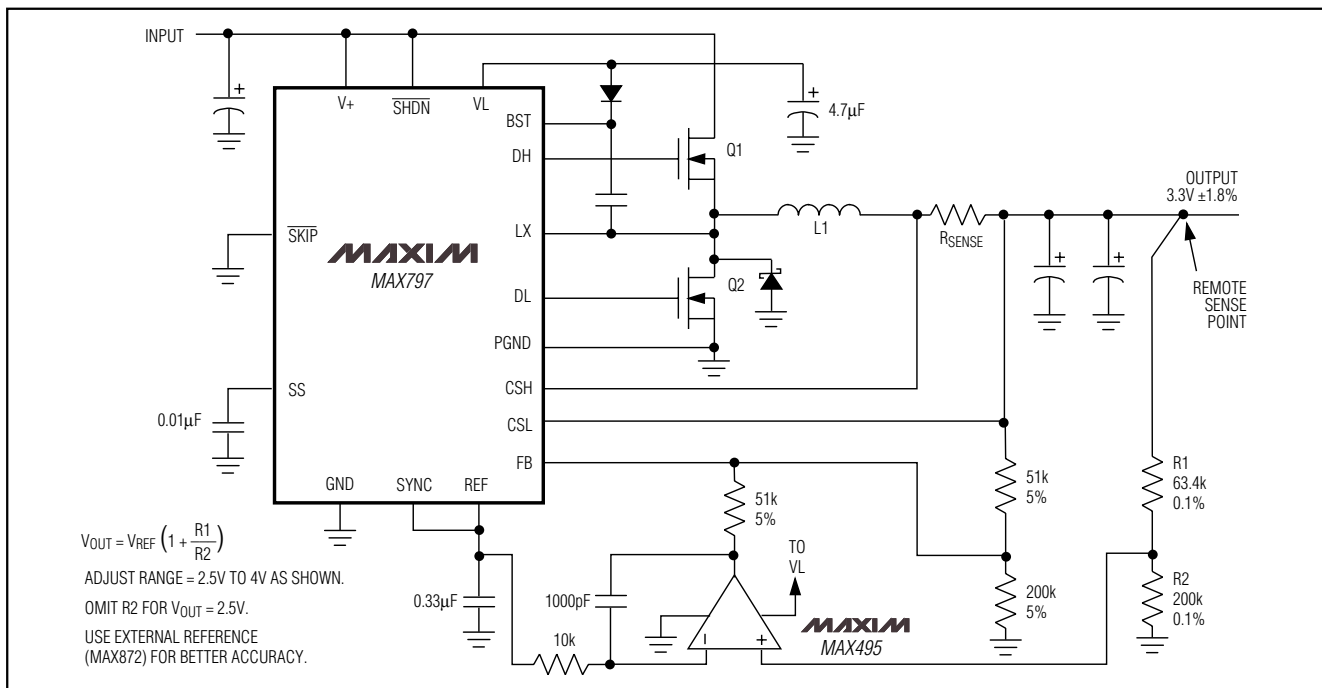 INPUT
V+
SHDN
VL
BST
DH
LX
DL
PGND
CSH
CSL
FB
SKIP
SS
GND
SYNC
REF
MAXIM
MAX797
4.7μF
Q1
Q2
L1
RSENSE
OUTPUT
3.3V ±1.8%
REMOTE
SENSE
POINT
0.01μF
51k
5%
51k
5%
R1
63.4k
0.1%
R2
200k
0.1%
200k
5%
TO
VL
0.33μF
1000pF
10k
I
+
MAXIM
MAX495
VOUT = VREF (1 + R1/R2)
ADJUST RANGE = 2.5V TO 4V AS SHOWN.
OMIT R2 FOR VOUT = 2.5V.
USE EXTERNAL REFERENCE
(MAX872) FOR BETTER ACCURACY.